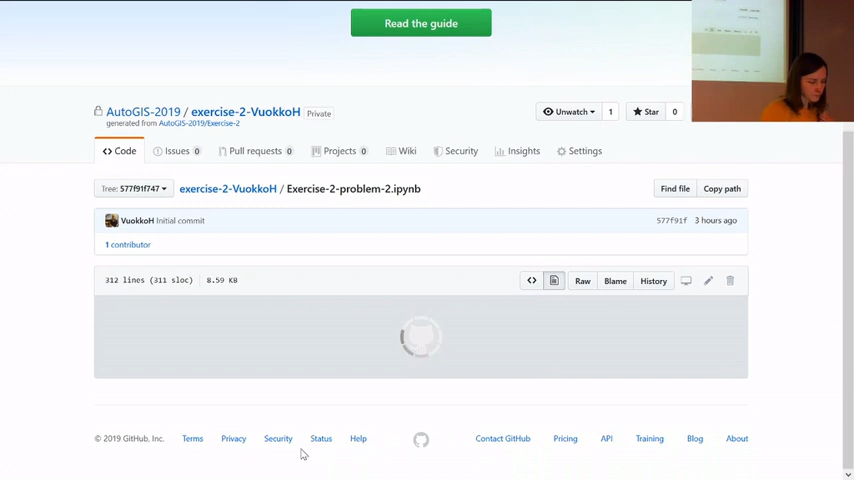 Read the guide
AutoGIS-2019 / exercise-2-VuokkoH Private
generated from AutoGIS-2019/Exercise-2
Unwatch 1 Star 0
Code Issues 0 Pull requests 0 Projects 0 Wiki Security Insights Settings
Tree: 577f91f747 exercise-2-VuokkoH / Exercise-2-problem-2.ipynb Find file Copy path
VuokkoH Initial commit 577f91f 3 hours ago
1 contributor
312 lines (311 sloc) 8.59 KB Raw Blame History
© 2019 GitHub, Inc. Terms Privacy Security Status Help Contact GitHub Pricing API Training Blog About